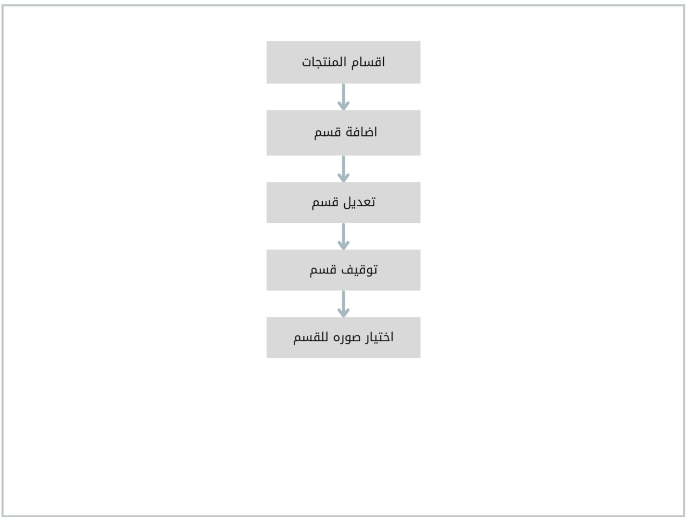 اقسام المنتجات
اضافة قسم
تعديل قسم
توقيف قسم
اختيار صوره للقسم